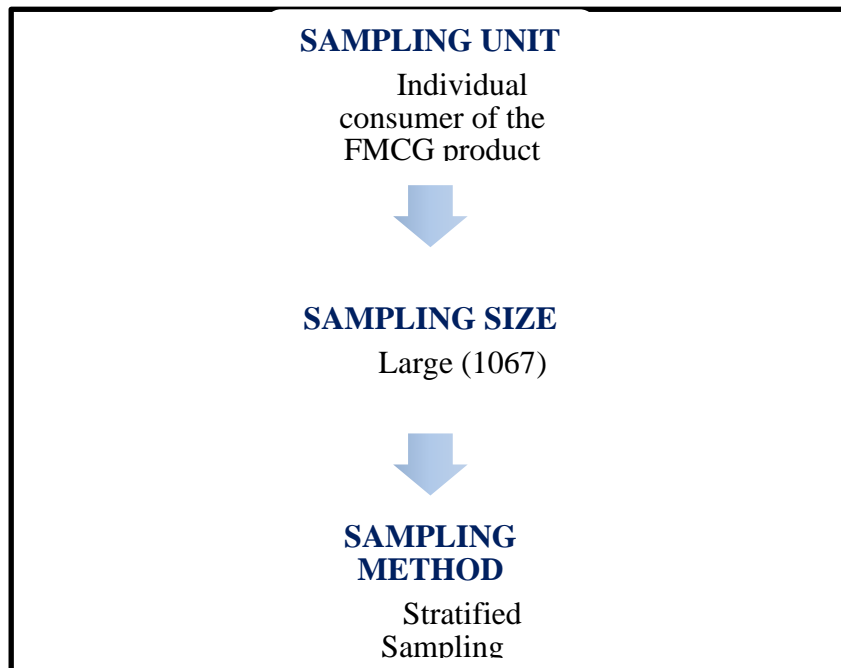 SAMPLING UNIT
Individual
consumer of the
FMCG product
SAMPLING SIZE
Large (1067)
SAMPLING
METHOD
Stratified
Sampling